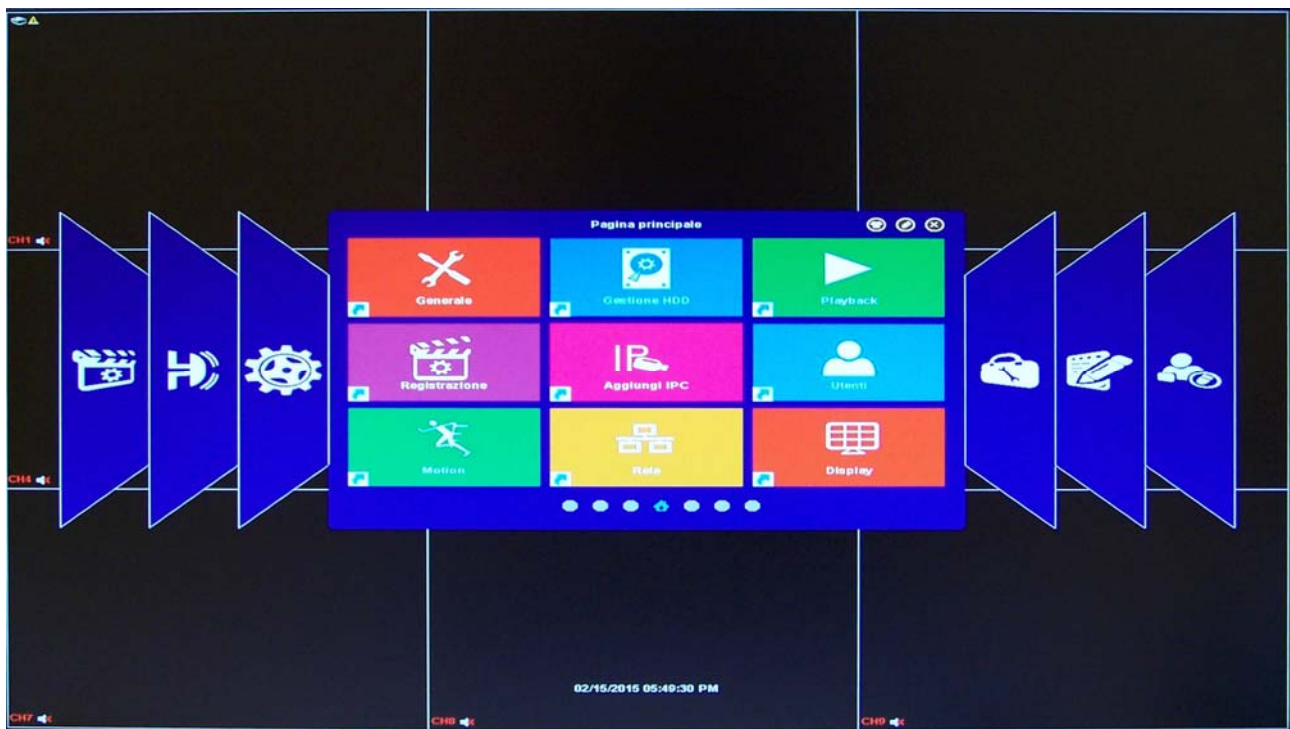 Pagina principale
CH1
Generale
Gestione HDD
Playback
Registrazione
IP
Aggiungi IPC
Utenti
CH4
Motion
Rete
Display
02/15/2015 05:49:30 PM
CH7
CH8
CH9